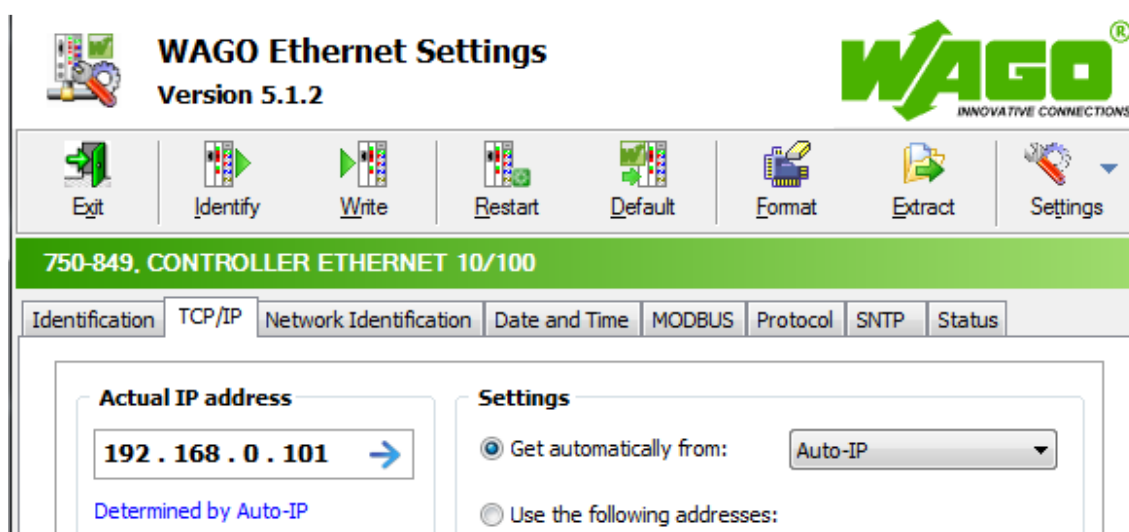 WAGO Ethernet Settings
Version 5.1.2
WAGO®
INNOVATIVE CONNECTIONS
Exit Identify Write Restart Default Format Extract Settings
750-849, CONTROLLER ETHERNET 10/100
Identification TCP/IP Network Identification Date and Time MODBUS Protocol SNTP Status
Actual IP address Settings
192 . 168 . 0 . 101 Get automatically from: Auto-IP
Determined by Auto-IP Use the following addresses: